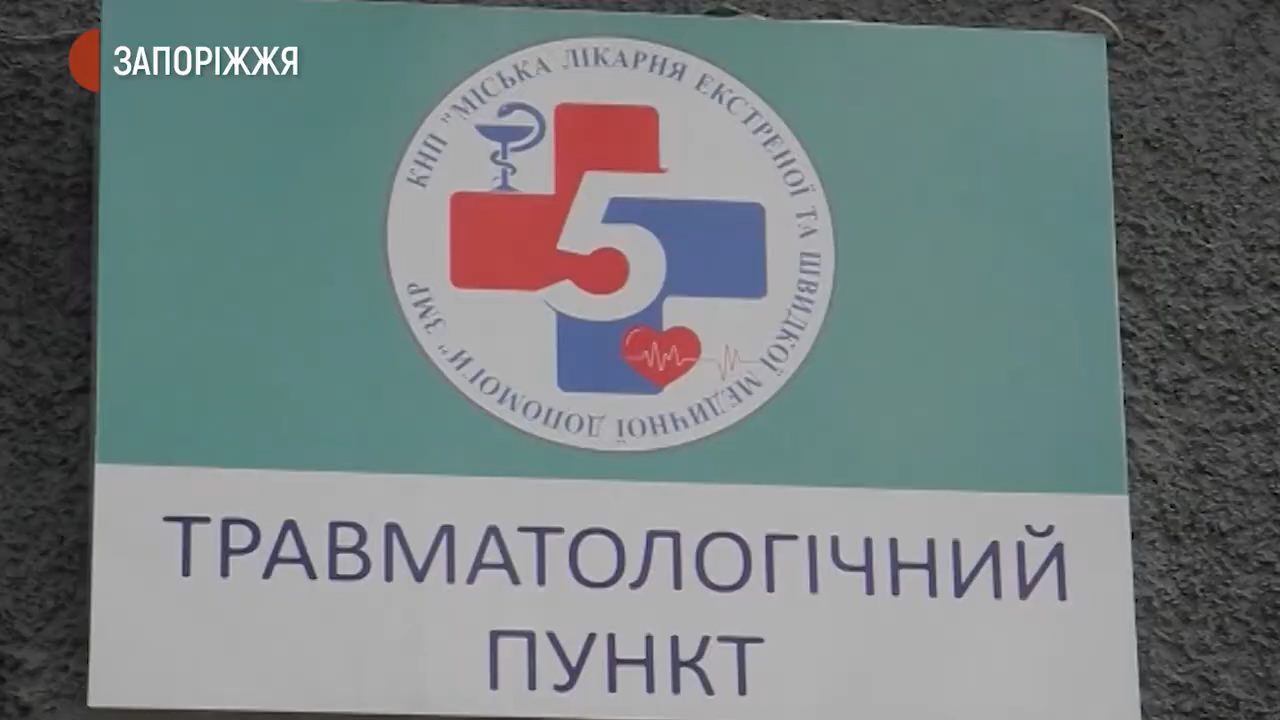 ЗАПОРІЖЖЯ
КНП "МІСЬКА ЛІКАРНЯ ЕКСТРЕНОЇ ТА ШВИДКОЇ МЕДИЧНОЇ ДОПОМОГИ" ЗМР
5
ТРАВМАТОЛОГІЧНИЙ
ПУНКТ